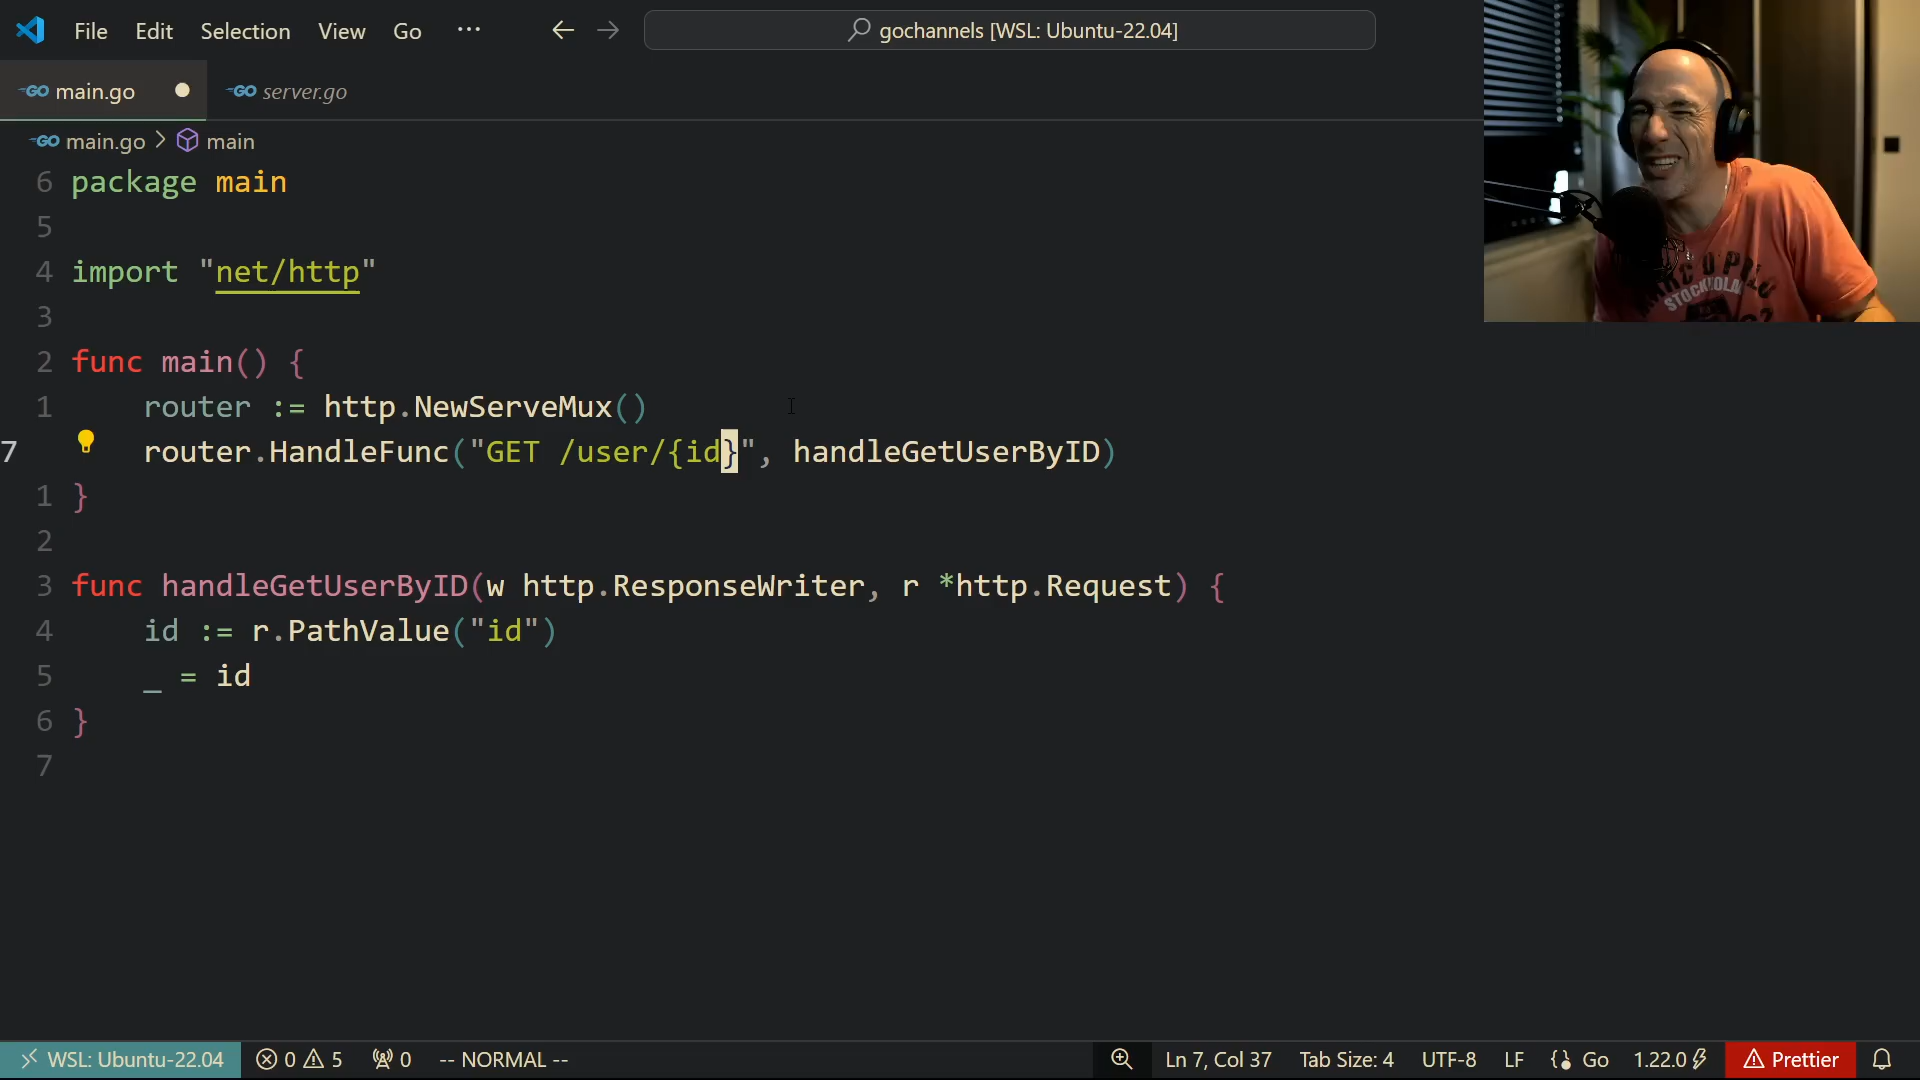 File Edit Selection View Go ··· gochannels [WSL: Ubuntu-22.04]
GO main.go GO server.go
GO main.go > main
6 package main
5
4 import "net/http"
3
2 func main() {
1 router := http.NewServeMux()
7 router.HandleFunc("GET /user/{id}", handleGetUserByID)
1 }
2
3 func handleGetUserByID(w http.ResponseWriter, r *http.Request) {
4 id := r.PathValue("id")
5 _ = id
6 }
7
WSL: Ubuntu-22.04 0 5 0 -- NORMAL -- Ln 7, Col 37 Tab Size: 4 UTF-8 LF Go 1.22.0 Prettier
STOCKHOLM